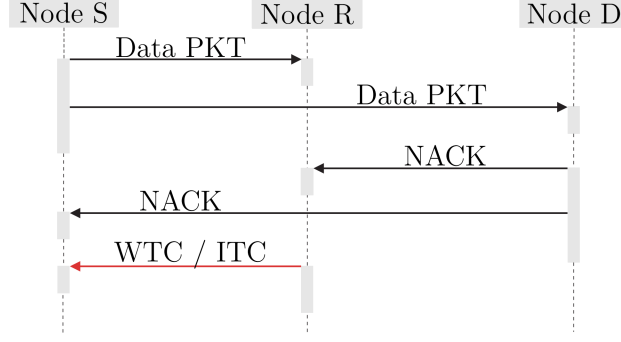 Node S
Node R
Node D
Data PKT
Data PKT
NACK
NACK
WTC / ITC